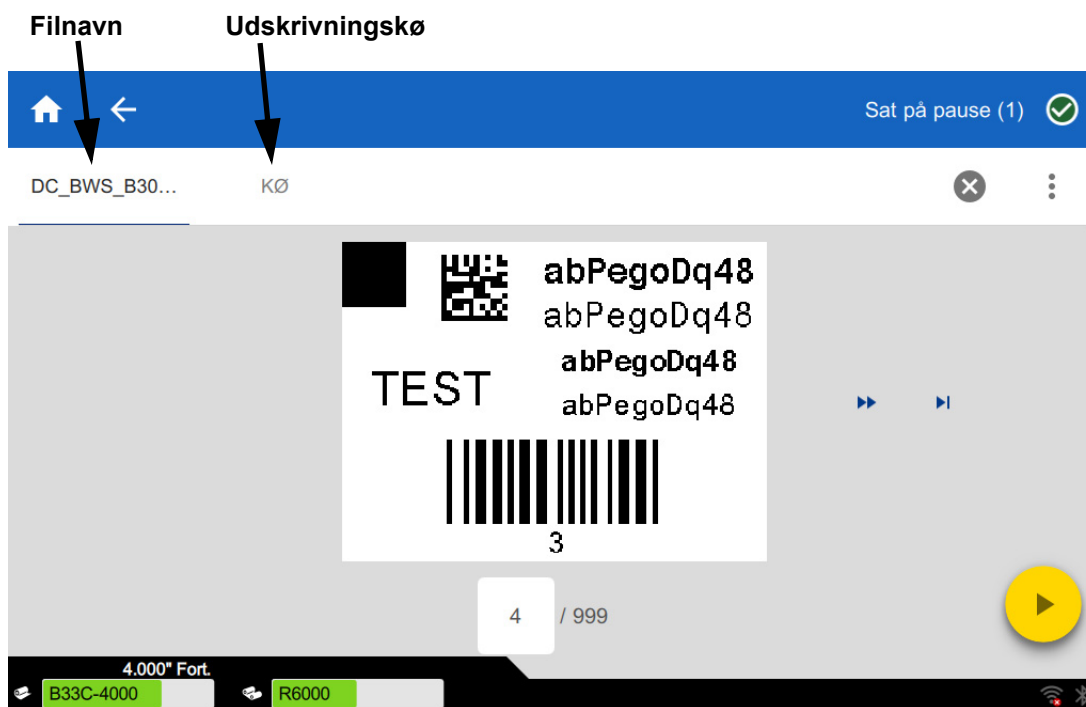 Filnavn
Udskrivningskø
Sat på pause (1)
DC_BWS_B30...
KØ
abPegoDq48
abPegoDq48
abPegoDq48
TEST
abPegoDq48
3
4 / 999
4.000" Fort.
B33C-4000
R6000